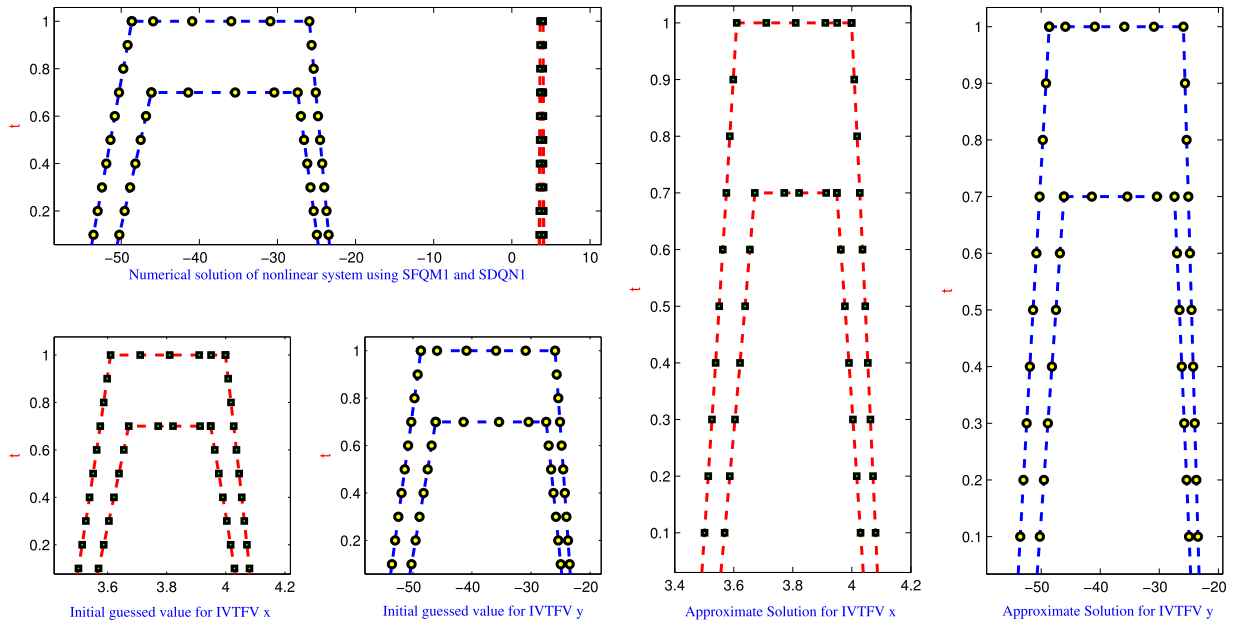 1
0.8
0.6
0.4
0.2
t
−50 −40 −30 −20 −10 0 10
Numerical solution of nonlinear system using SFQM1 and SDQN1
1
0.8
0.6
0.4
0.2
t
3.6 3.8 4 4.2
Initial guessed value for IVTFV x
1
0.8
0.6
0.4
0.2
t
−50 −40 −30 −20
Initial guessed value for IVTFV y
1
0.9
0.8
0.7
0.6
0.5
0.4
0.3
0.2
0.1
t
3.4 3.6 3.8 4 4.2
Approximate Solution for IVTFV x
1
0.9
0.8
0.7
0.6
0.5
0.4
0.3
0.2
0.1
t
−50 −40 −30 −20
Approximate Solution for IVTFV y